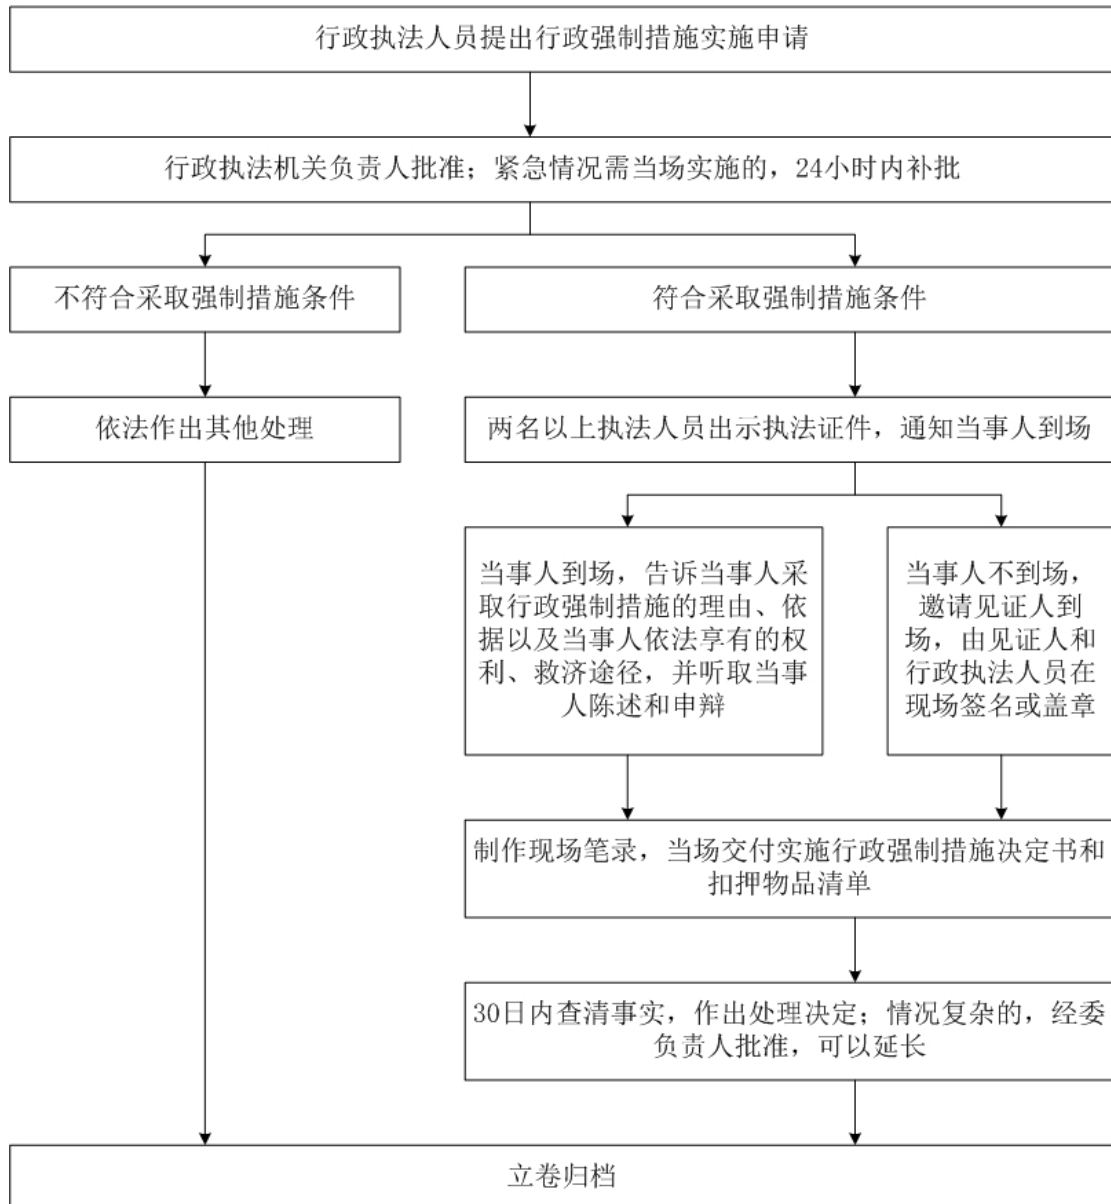 行政执法人员提出行政强制措施实施申请
行政执法机关负责人批准；紧急情况需当场实施的，24小时内补批
不符合采取强制措施条件
符合采取强制措施条件
依法作出其他处理
两名以上执法人员出示执法证件，通知当事人到场
当事人到场，告诉当事人采
取行政强制措施的理由、依
据以及当事人依法享有的权
利、救济途径，并听取当事
人陈述和申辩
当事人不到场，
邀请见证人到
场，由见证人和
行政执法人员在
现场签名或盖章
制作现场笔录，当场交付实施行政强制措施决定书和
扣押物品清单
30日内查清事实，作出处理决定；情况复杂的，经委
负责人批准，可以延长
立卷归档